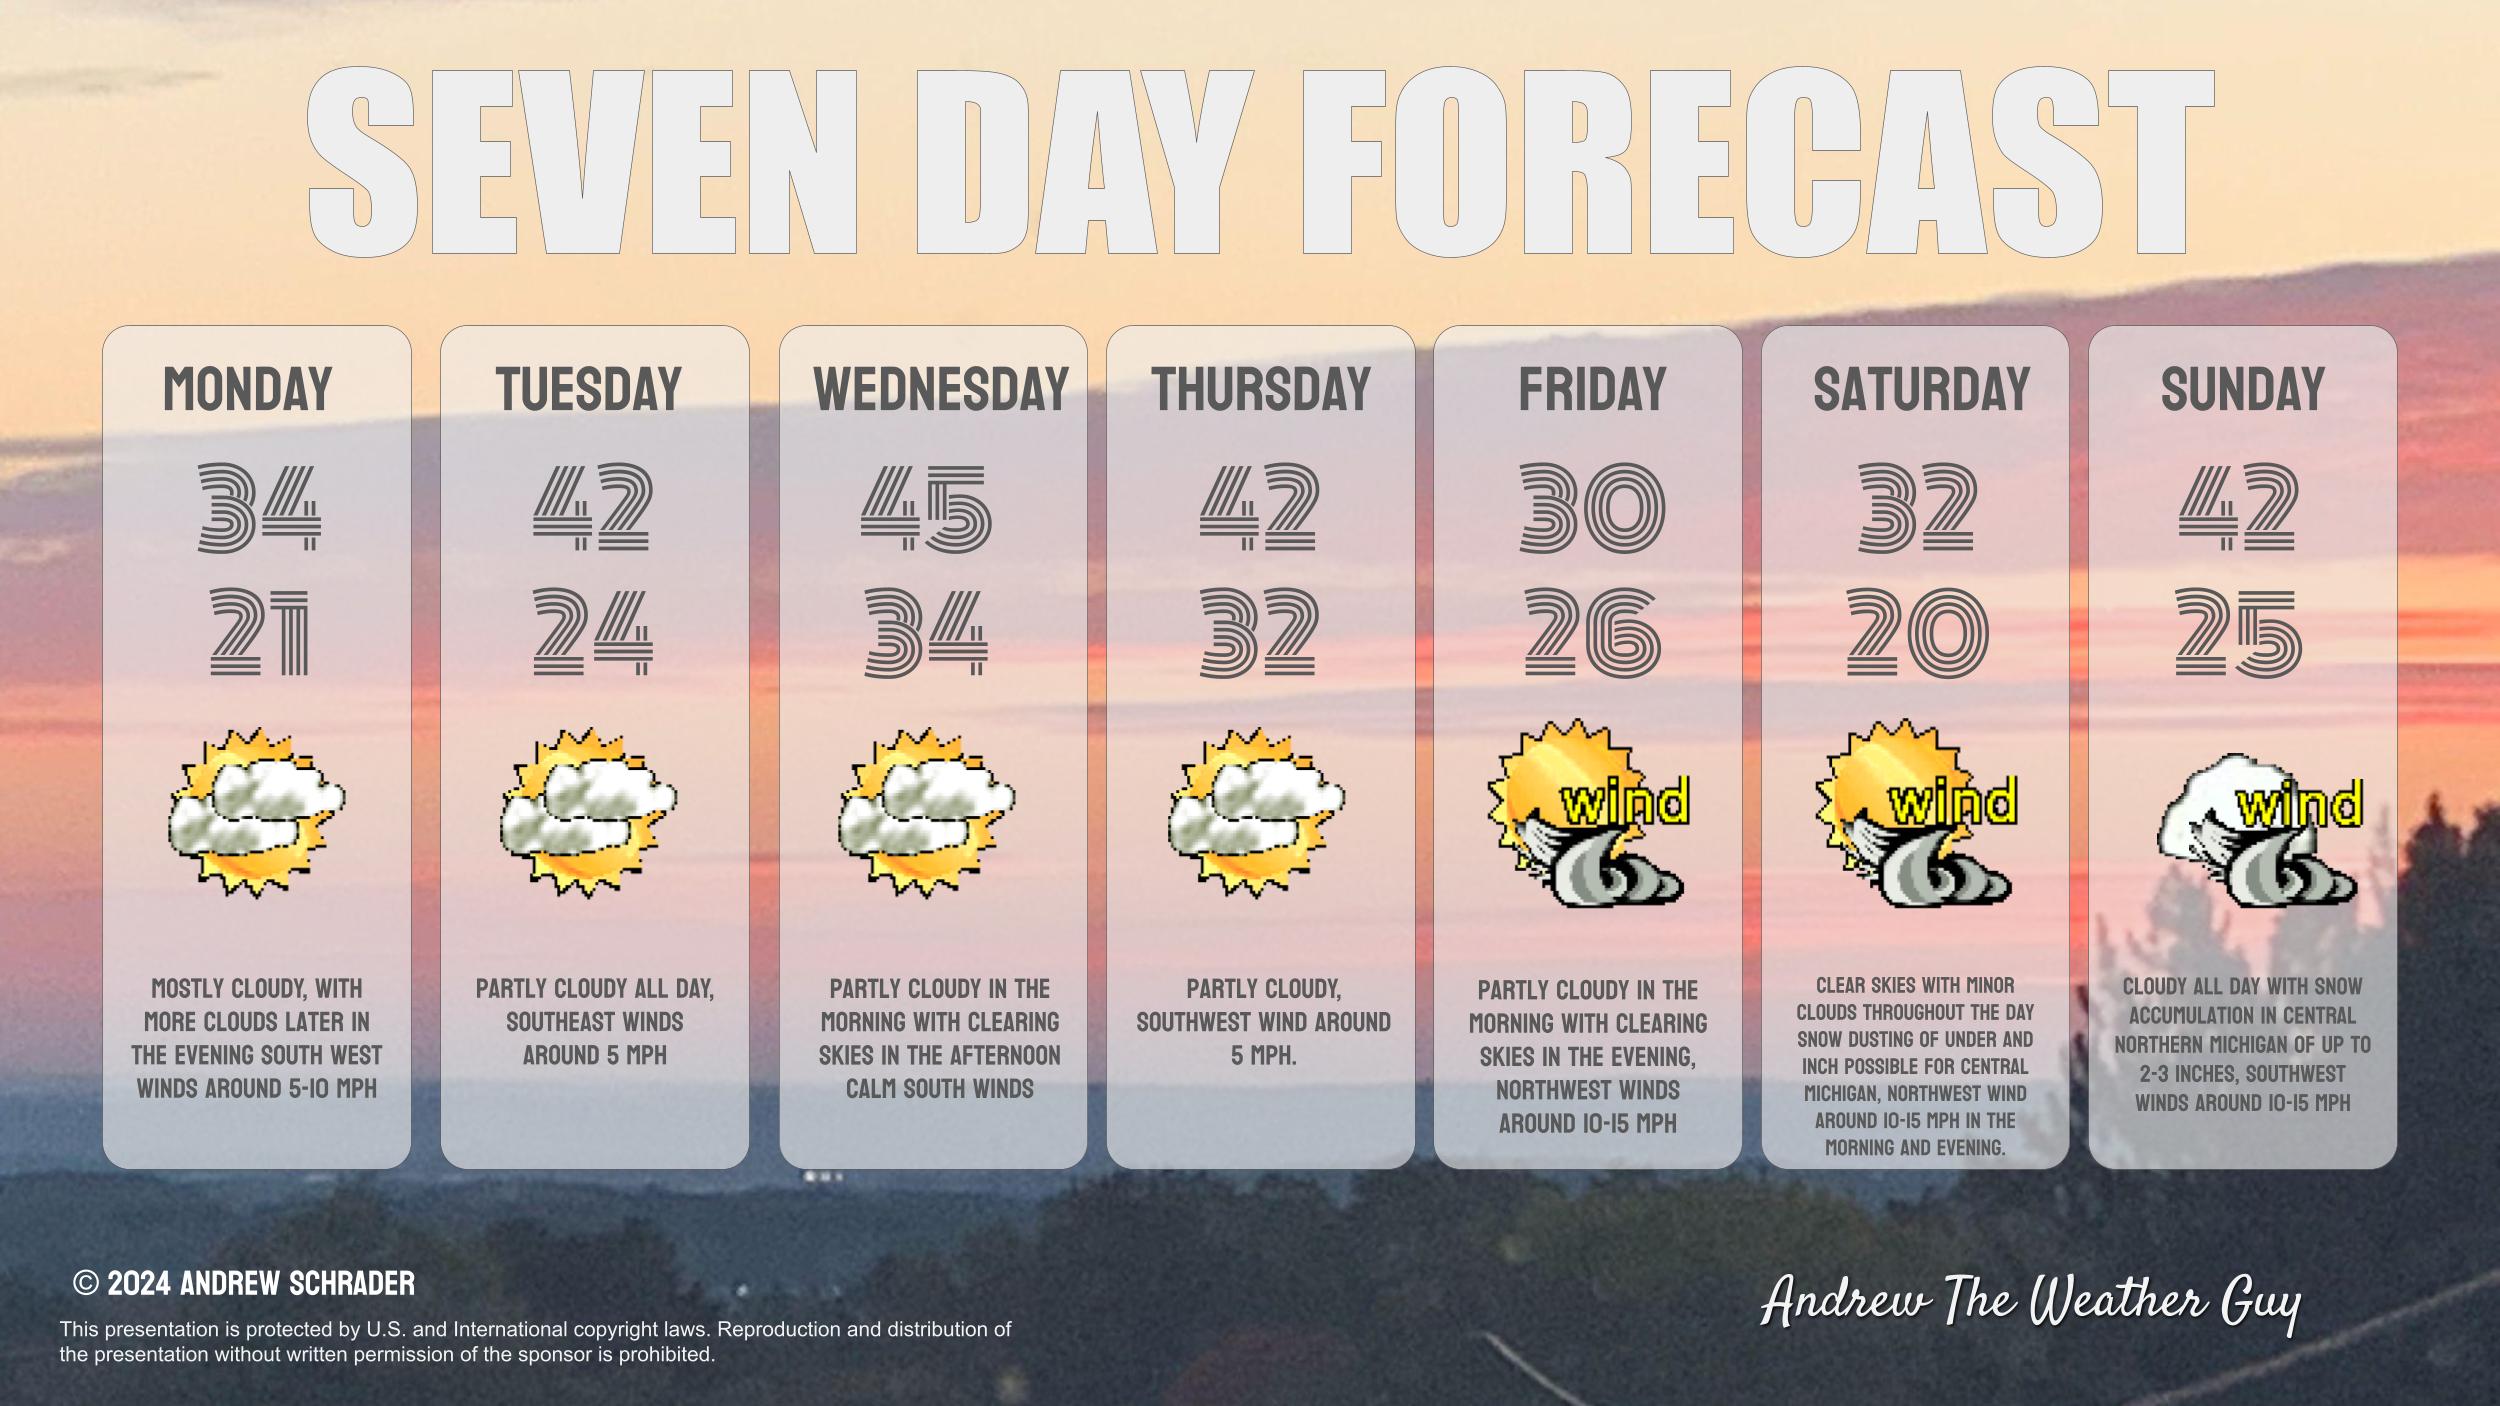 SEVEN DAY FORECAST
MONDAY
34
21
MOSTLY CLOUDY, WITH
MORE CLOUDS LATER IN
THE EVENING SOUTH WEST
WINDS AROUND 5-10 MPH
TUESDAY
42
24
PARTLY CLOUDY ALL DAY,
SOUTHEAST WINDS
AROUND 5 MPH
WEDNESDAY
45
34
PARTLY CLOUDY IN THE
MORNING WITH CLEARING
SKIES IN THE AFTERNOON
CALM SOUTH WINDS
THURSDAY
42
32
PARTLY CLOUDY,
SOUTHWEST WIND AROUND
5 MPH.
FRIDAY
30
26
wind
PARTLY CLOUDY IN THE
MORNING WITH CLEARING
SKIES IN THE EVENING,
NORTHWEST WINDS
AROUND 10-15 MPH
SATURDAY
32
20
wind
CLEAR SKIES WITH MINOR
CLOUDS THROUGHOUT THE DAY
SNOW DUSTING OF UNDER AND
INCH POSSIBLE FOR CENTRAL
MICHIGAN, NORTHWEST WIND
AROUND 10-15 MPH IN THE
MORNING AND EVENING.
SUNDAY
42
25
wind
CLOUDY ALL DAY WITH SNOW
ACCUMULATION IN CENTRAL
NORTHERN MICHIGAN OF UP TO
2-3 INCHES, SOUTHWEST
WINDS AROUND 10-15 MPH
© 2024 ANDREW SCHRADER
This presentation is protected by U.S. and International copyright laws. Reproduction and distribution of
the presentation without written permission of the sponsor is prohibited.
Andrew The Weather Guy